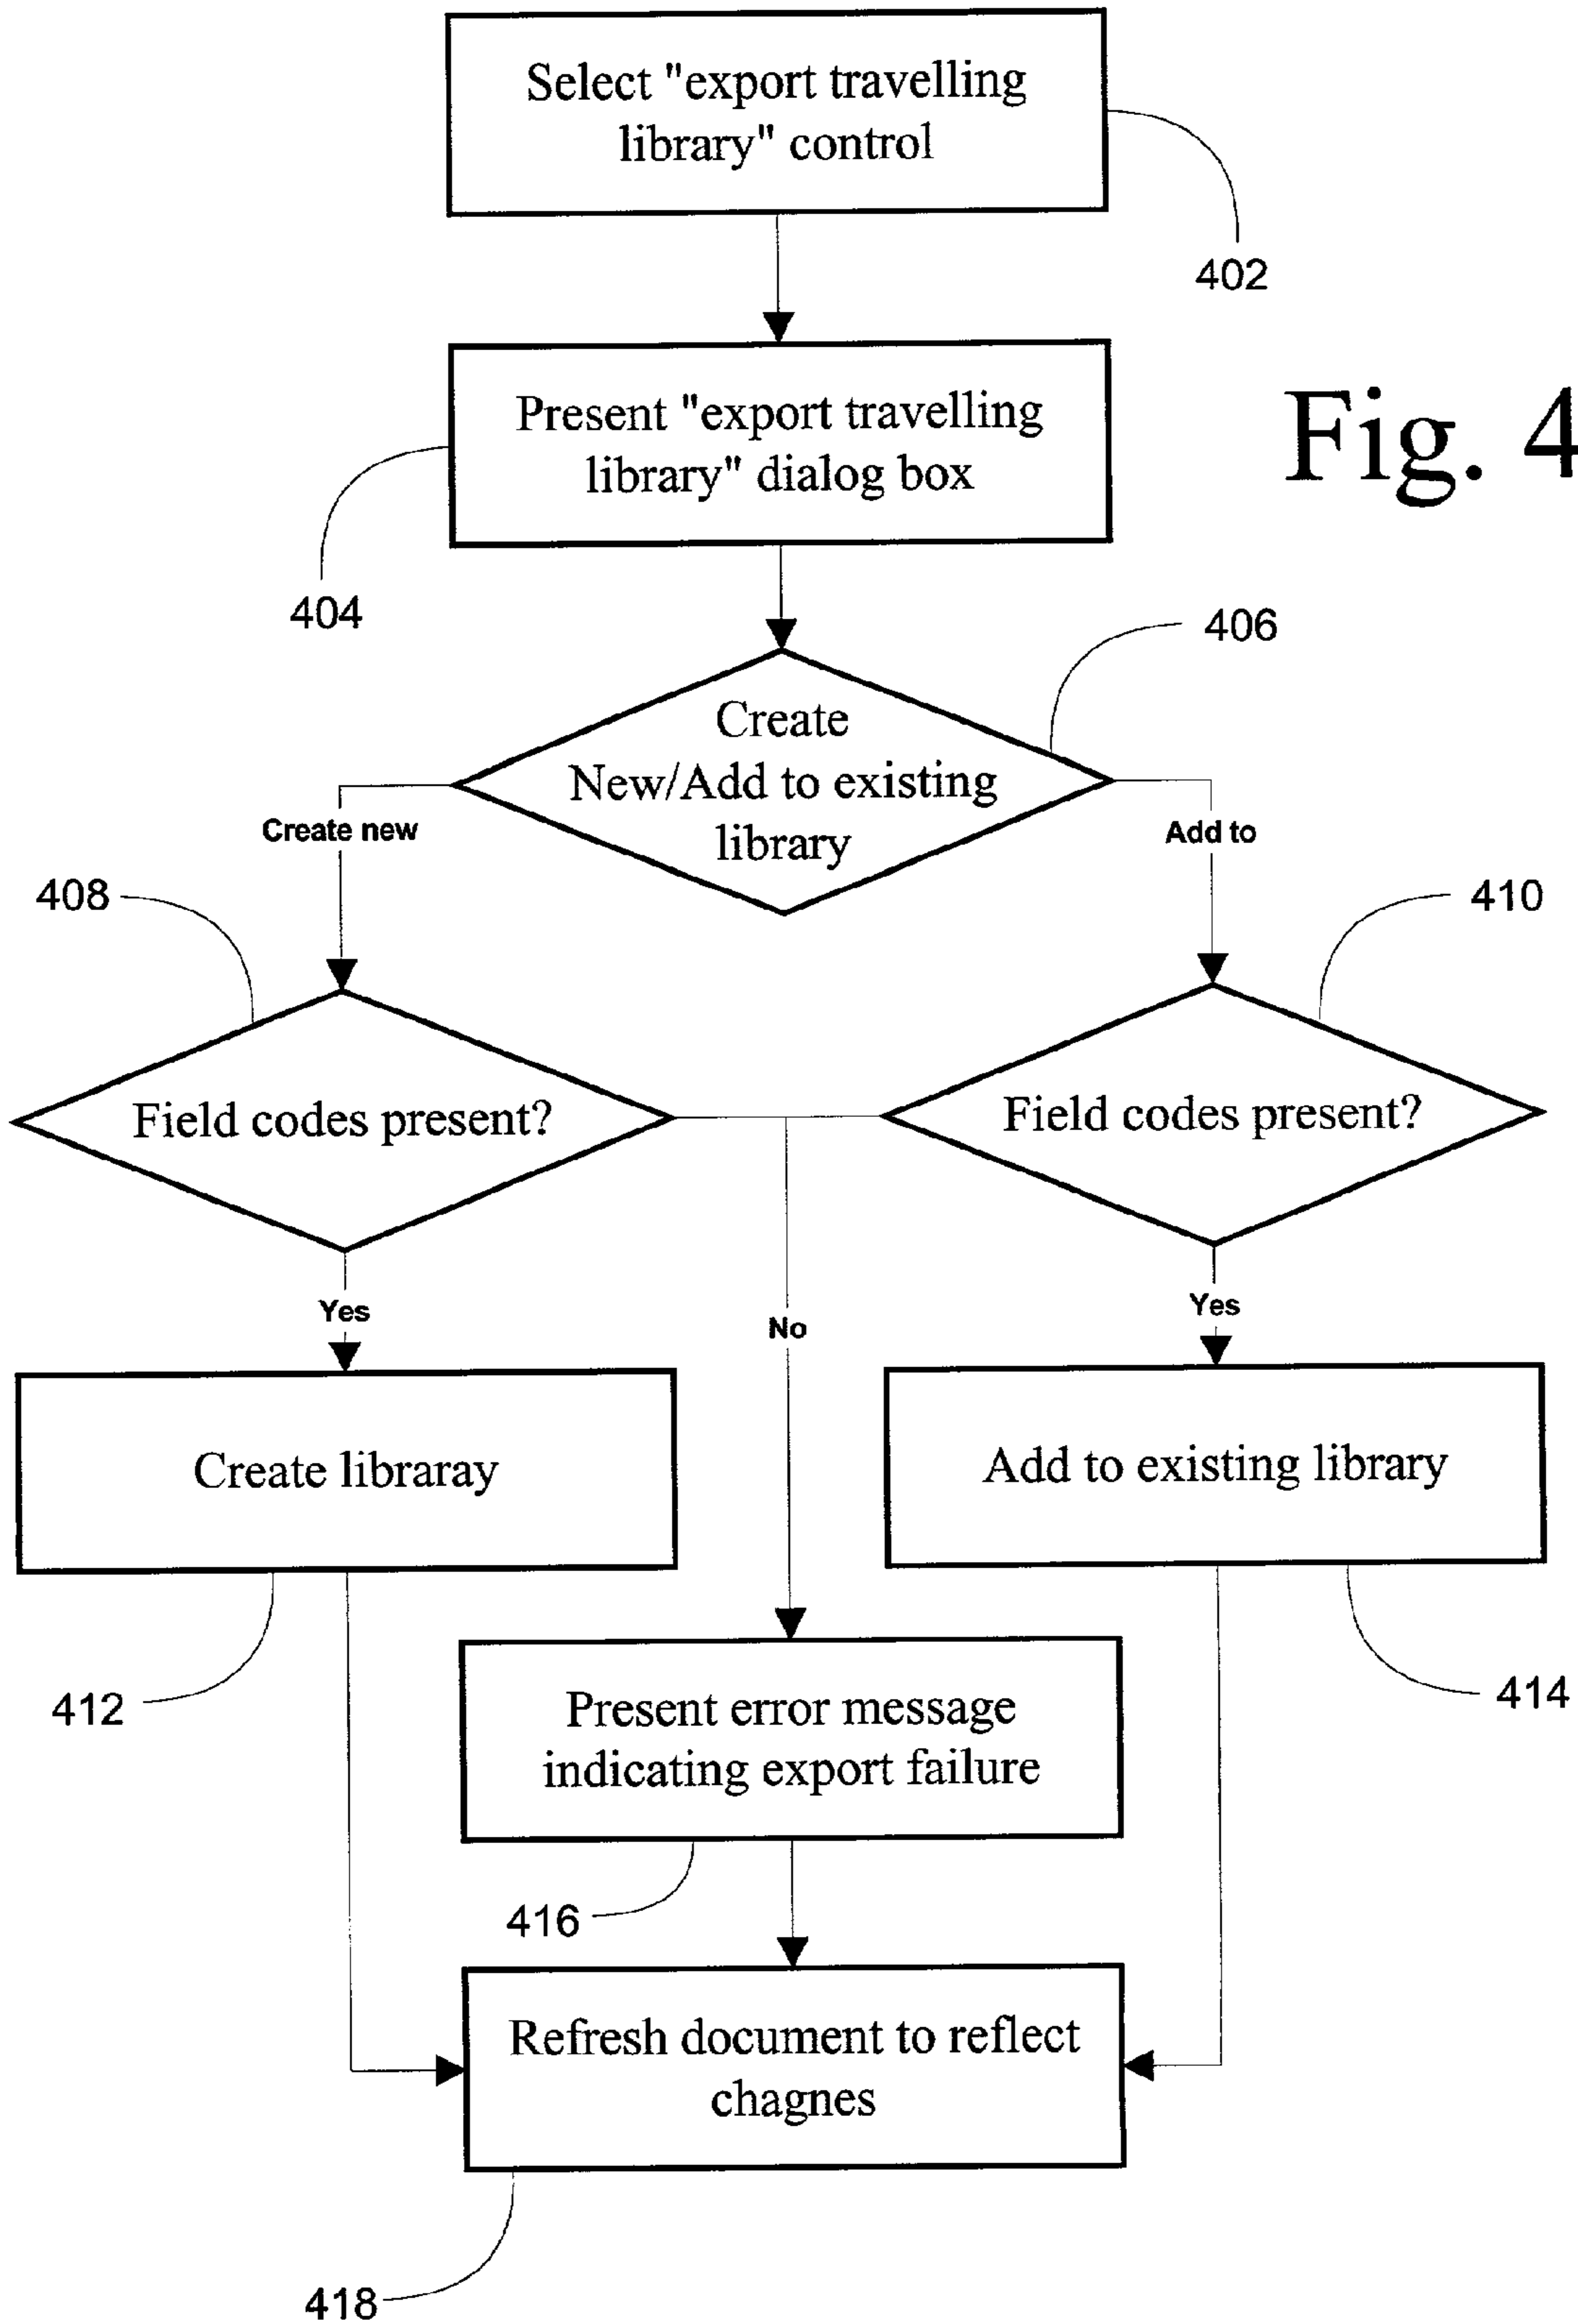 Select "export travelling
library" control
402
Present "export travelling
library" dialog box
Fig. 4
404
406
Create
New/Add to existing
library
Create new
Add to
408
410
Field codes present?
Field codes present?
Yes
No
Yes
Create libraray
Add to existing library
412
414
Present error message
indicating export failure
416
Refresh document to reflect
chagnes
418